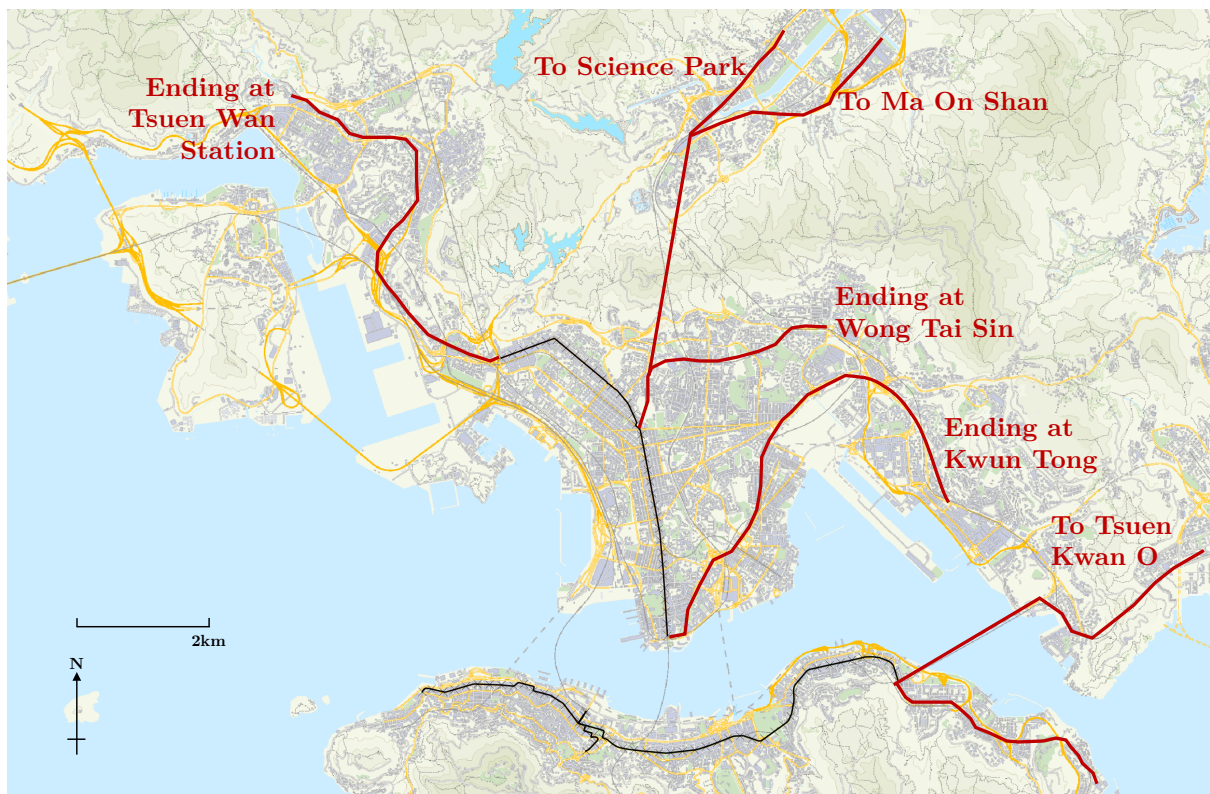 To Science Park
Ending at
Tsuen Wan
Station
To Ma On Shan
Ending at
Wong Tai Sin
Ending at
Kwun Tong
To Tsuen
Kwan O
2km
N